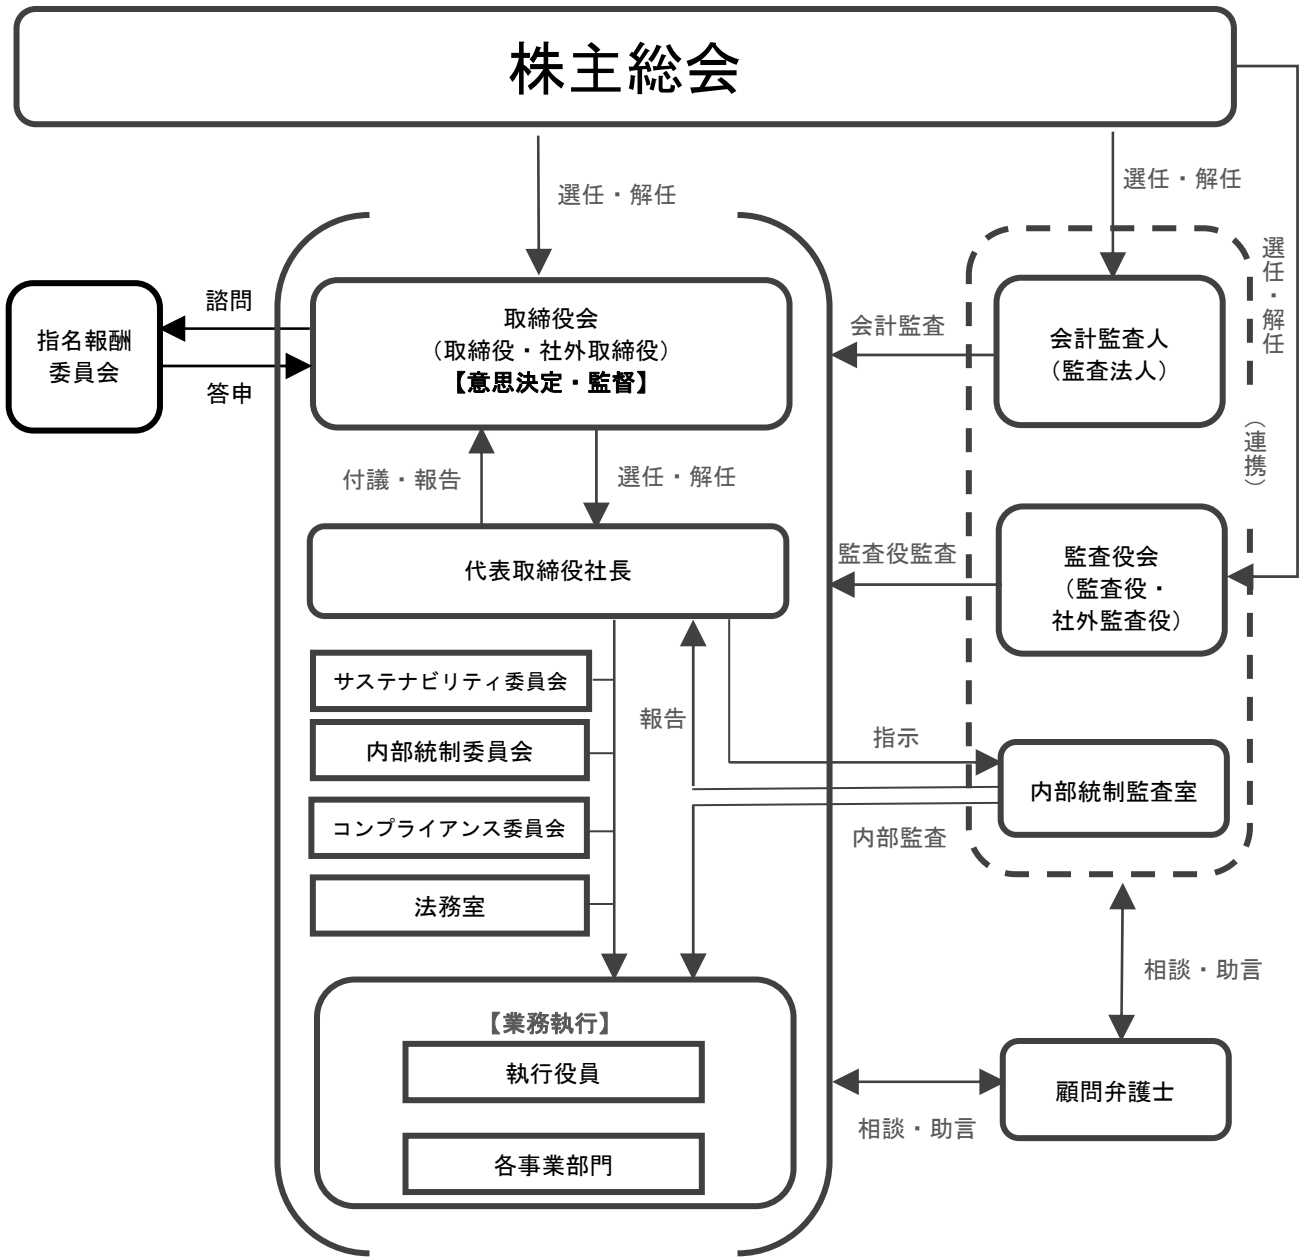 株主総会
選任・解任
選任・解任
選任・解任
諮問
答申
指名報酬
委員会
取締役会
（取締役・社外取締役）
【意思決定・監督】
会計監査
会計監査人
（監査法人）
（連携）
付議・報告
選任・解任
代表取締役社長
監査役監査
監査役会
（監査役・
社外監査役）
サステナビリティ委員会
内部統制委員会
コンプライアンス委員会
法務室
報告
指示
内部監査
内部統制監査室
相談・助言
【業務執行】
執行役員
各事業部門
相談・助言
顧問弁護士